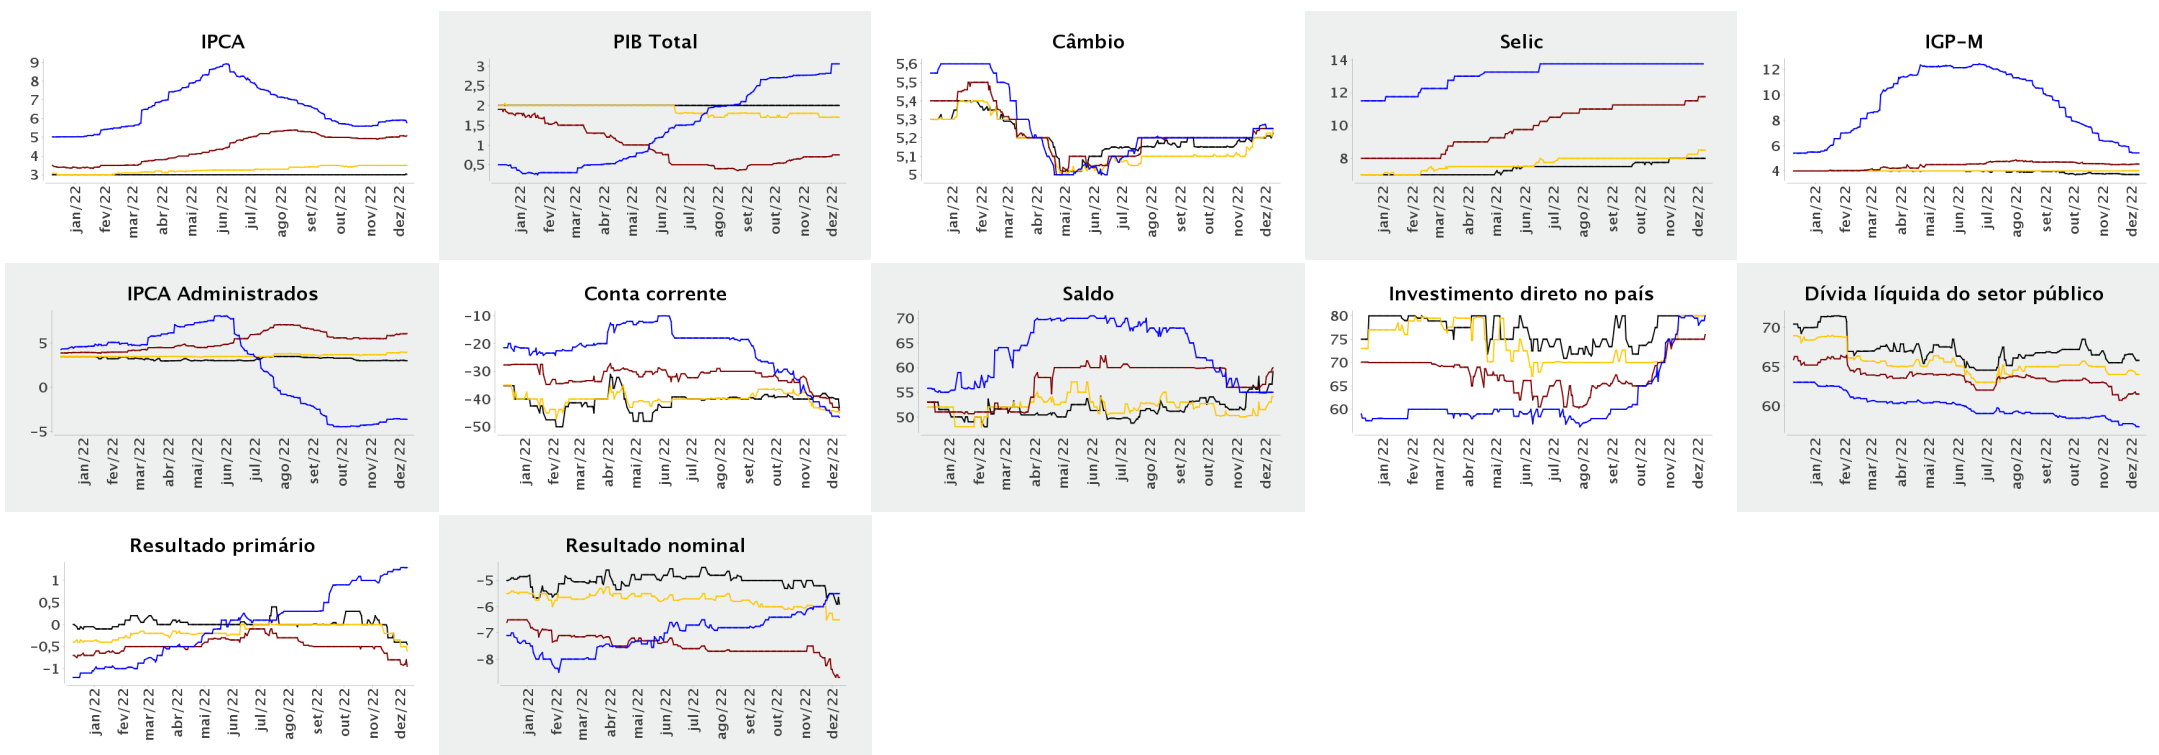 IPCA
9
8
7
6
5
4
3
jan/22
fev/22
mar/22
abr/22
mai/22
jun/22
jul/22
ago/22
set/22
out/22
nov/22
dez/22
PIB Total
3
2,5
2
1,5
1
0,5
jan/22
fev/22
mar/22
abr/22
mai/22
jun/22
jul/22
ago/22
set/22
out/22
nov/22
dez/22
Câmbio
5,6
5,5
5,4
5,3
5,2
5,1
5
jan/22
fev/22
mar/22
abr/22
mai/22
jun/22
jul/22
ago/22
set/22
out/22
nov/22
dez/22
Selic
14
12
10
8
jan/22
fev/22
mar/22
abr/22
mai/22
jun/22
jul/22
ago/22
set/22
out/22
nov/22
dez/22
IGP-M
12
10
8
6
4
jan/22
fev/22
mar/22
abr/22
mai/22
jun/22
jul/22
ago/22
set/22
out/22
nov/22
dez/22
IPCA Administrados
5
0
-5
jan/22
fev/22
mar/22
abr/22
mai/22
jun/22
jul/22
ago/22
set/22
out/22
nov/22
dez/22
Conta corrente
-10
-20
-30
-40
-50
jan/22
fev/22
mar/22
abr/22
mai/22
jun/22
jul/22
ago/22
set/22
out/22
nov/22
dez/22
Saldo
70
65
60
55
50
jan/22
fev/22
mar/22
abr/22
mai/22
jun/22
jul/22
ago/22
set/22
out/22
nov/22
dez/22
Investimento direto no país
80
75
70
65
60
jan/22
fev/22
mar/22
abr/22
mai/22
jun/22
jul/22
ago/22
set/22
out/22
nov/22
dez/22
Dívida líquida do setor público
70
65
60
jan/22
fev/22
mar/22
abr/22
mai/22
jun/22
jul/22
ago/22
set/22
out/22
nov/22
dez/22
Resultado primário
1
0,5
0
-0,5
-1
jan/22
fev/22
mar/22
abr/22
mai/22
jun/22
jul/22
ago/22
set/22
out/22
nov/22
dez/22
Resultado nominal
-5
-6
-7
-8
jan/22
fev/22
mar/22
abr/22
mai/22
jun/22
jul/22
ago/22
set/22
out/22
nov/22
dez/22